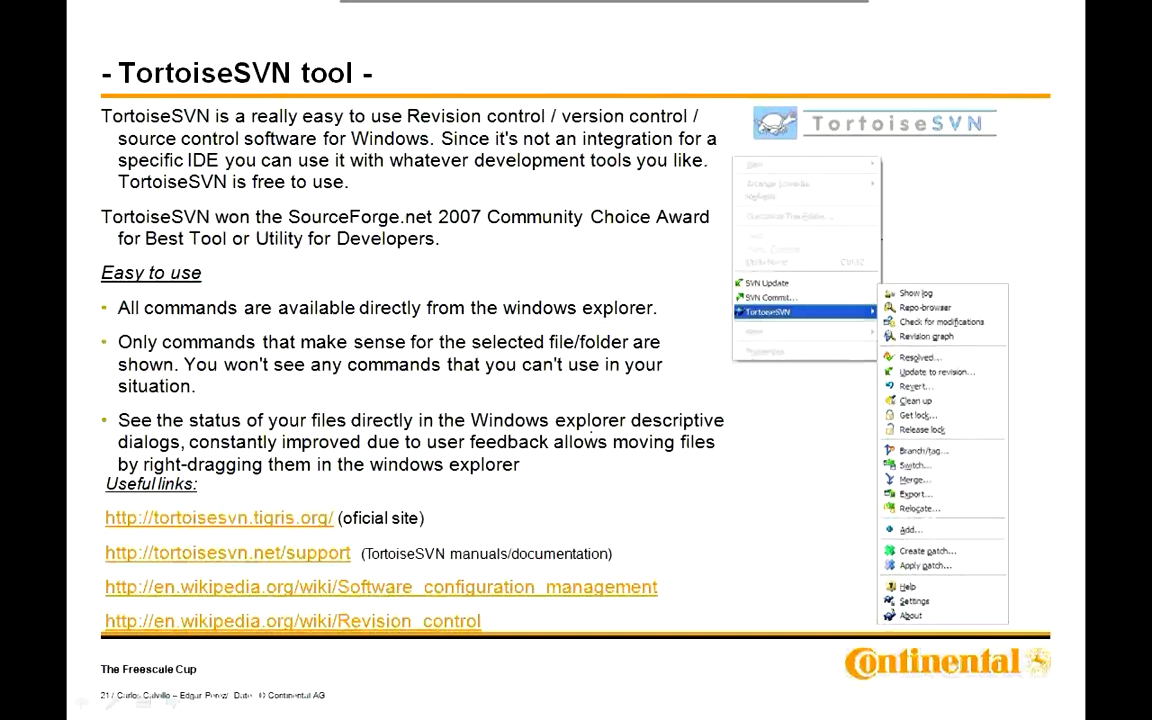 - TortoiseSVN tool -
TortoiseSVN is a really easy to use Revision control / version control /
source control software for Windows. Since it's not an integration for a
specific IDE you can use it with whatever development tools you like.
TortoiseSVN is free to use.
TortoiseSVN won the SourceForge.net 2007 Community Choice Award
for Best Tool or Utility for Developers.
Easy to use
• All commands are available directly from the windows explorer.
• Only commands that make sense for the selected file/folder are
shown. You won't see any commands that you can't use in your
situation.
• See the status of your files directly in the Windows explorer descriptive
dialogs, constantly improved due to user feedback allows moving files
by right-dragging them in the windows explorer
Useful links:
http://tortoisesvn.tigris.org/ (oficial site)
http://tortoisesvn.net/support (TortoiseSVN manuals/documentation)
http://en.wikipedia.org/wiki/Software_configuration_management
http://en.wikipedia.org/wiki/Revision_control
TortoiseSVN
SVN Update
SVN Commit...
TortoiseSVN
Show log
Repo-browser
Check for modifications
Revision graph
Resolved...
Update to revision...
Revert...
Clean up
Get lock...
Release lock
Branch/tag...
Switch...
Merge...
Export...
Relocate...
Add...
Create patch...
Apply patch...
Help
Settings
About
The Freescale Cup
21 / Carlos Calvillo – Edgar © Continental AG
Continental